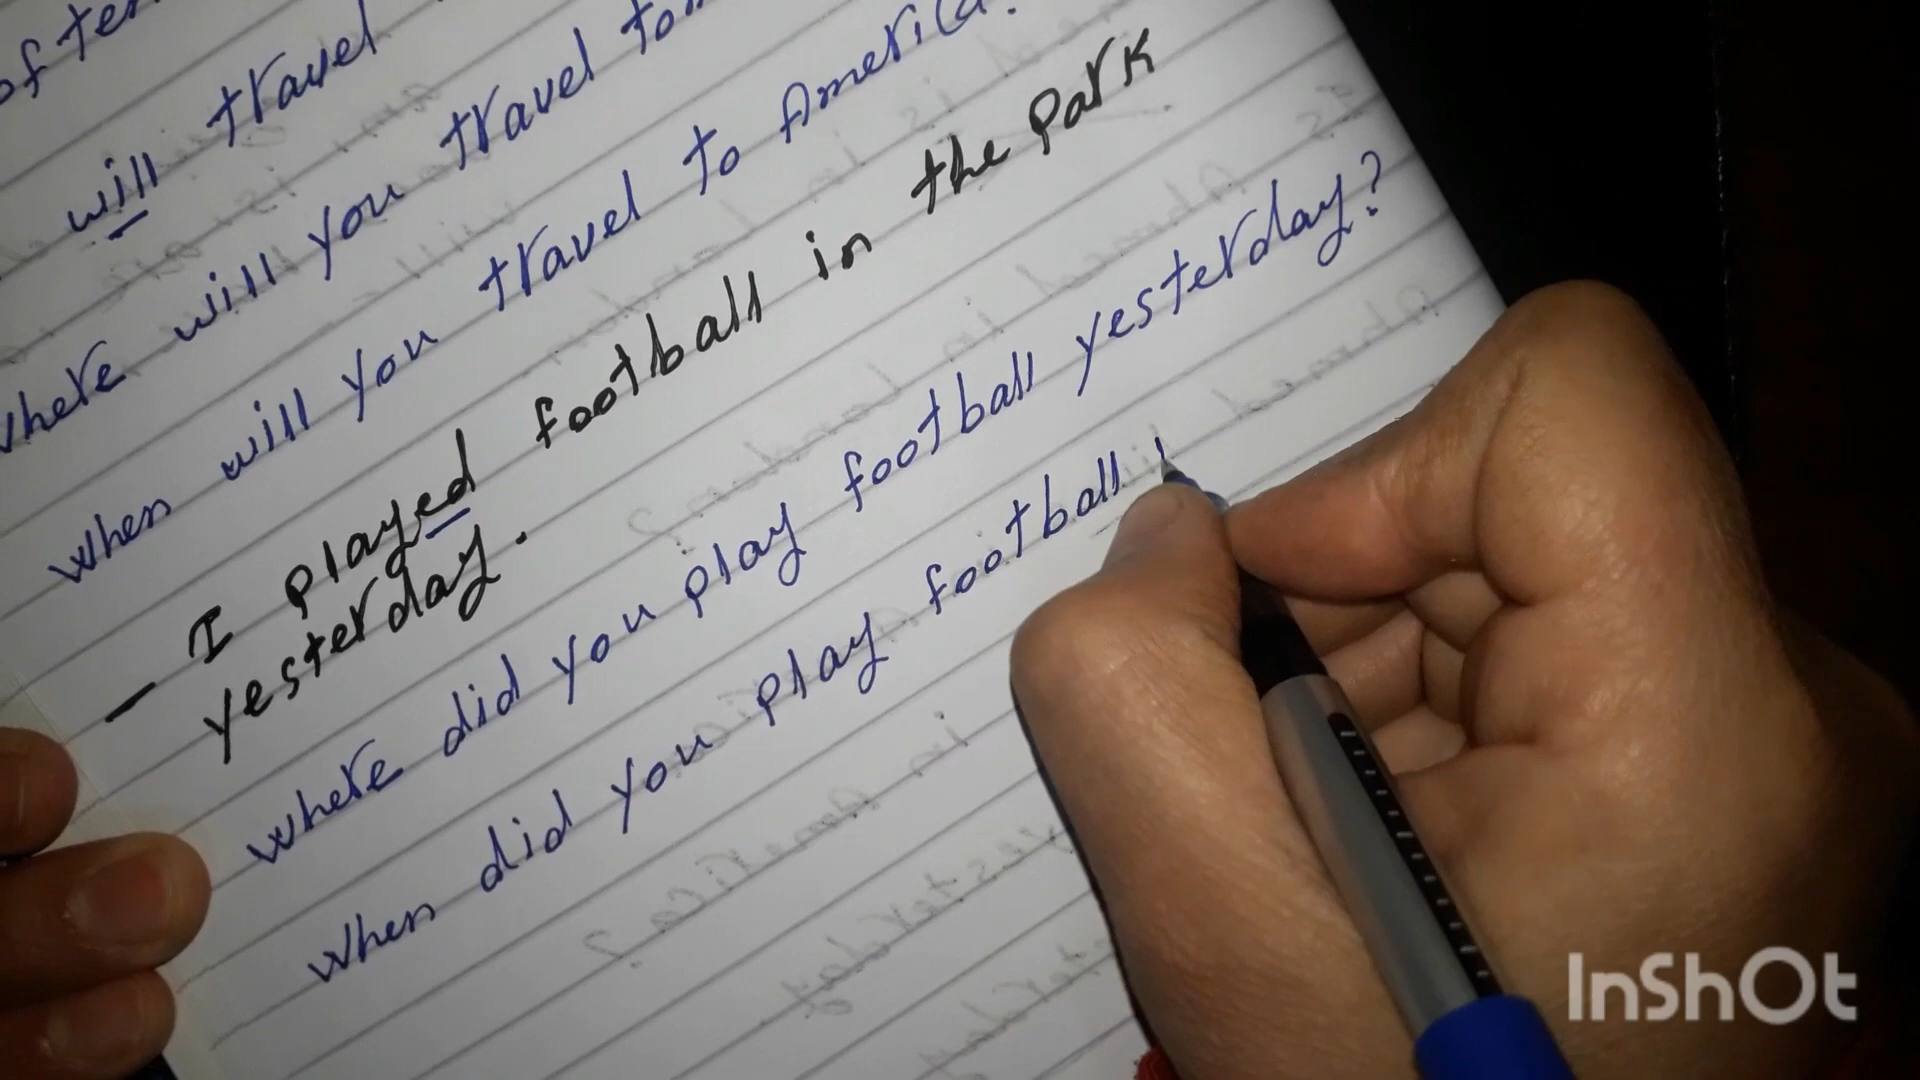 of
will travel
where will you travel
when will you travel to America?
- I played football in the park
yesterday.
where did you play football yesterday?
when did you play football
InShOt